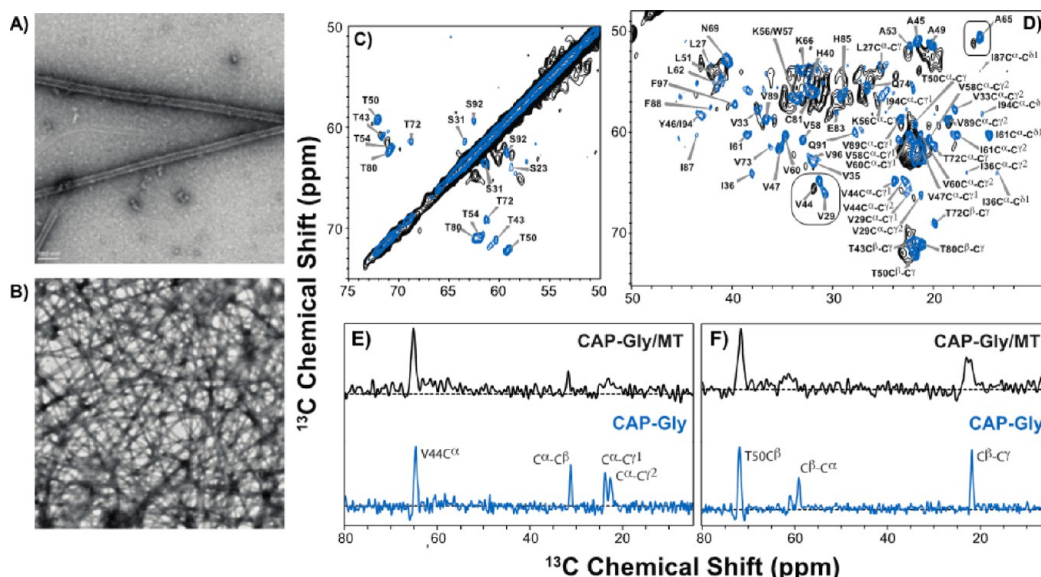 A)
B)
C)
T50
T43
T54
T80
T72
S31
S92
S92
S23
S31
T72
T54
T43
T80
T50
50
60
70
75
70
65
60
55
50
D)
N69
L27
L51
L62
K56/W57
K66
H40
H85
A53
A45
A49
A65
L27Cα-Cγ
I87Cα-Cδ1
T50Cα-Cγ
Q74
V58Cα-Cγ2
V33Cα-Cγ2
I94Cα-Cγ1
I94Cα-Cδ1
F97
F88
V89
V33
C81
E83
K56Cα-Cγ
V89Cα-Cγ2
Y46/I94
I61
V58
Q91
V89Cα-Cγ1
I61Cα-Cγ2
V73
V60
V96
V58Cα-Cγ1
T72Cα-Cγ
I87
V47
V35
V60Cα-Cγ1
I36Cα-Cγ2
I36
V60Cα-Cγ2
V44Cα-Cγ1
V47Cα-Cγ1
I36Cα-Cδ1
V44
V29
V44Cα-Cγ2
V29Cα-Cγ1
V29Cα-Cγ2
T72Cβ-Cγ
T43Cβ-Cγ
T80Cβ-Cγ
T50Cβ-Cγ
50
60
70
50
40
30
20
13C Chemical Shift (ppm)
E)
CAP-Gly/MT
CAP-Gly
V44Cα
Cα-Cβ
Cα-Cγ1
Cα-Cγ2
80
60
40
20
F)
CAP-Gly/MT
CAP-Gly
T50Cβ
Cβ-Cα
Cβ-Cγ
80
60
40
20
13C Chemical Shift (ppm)